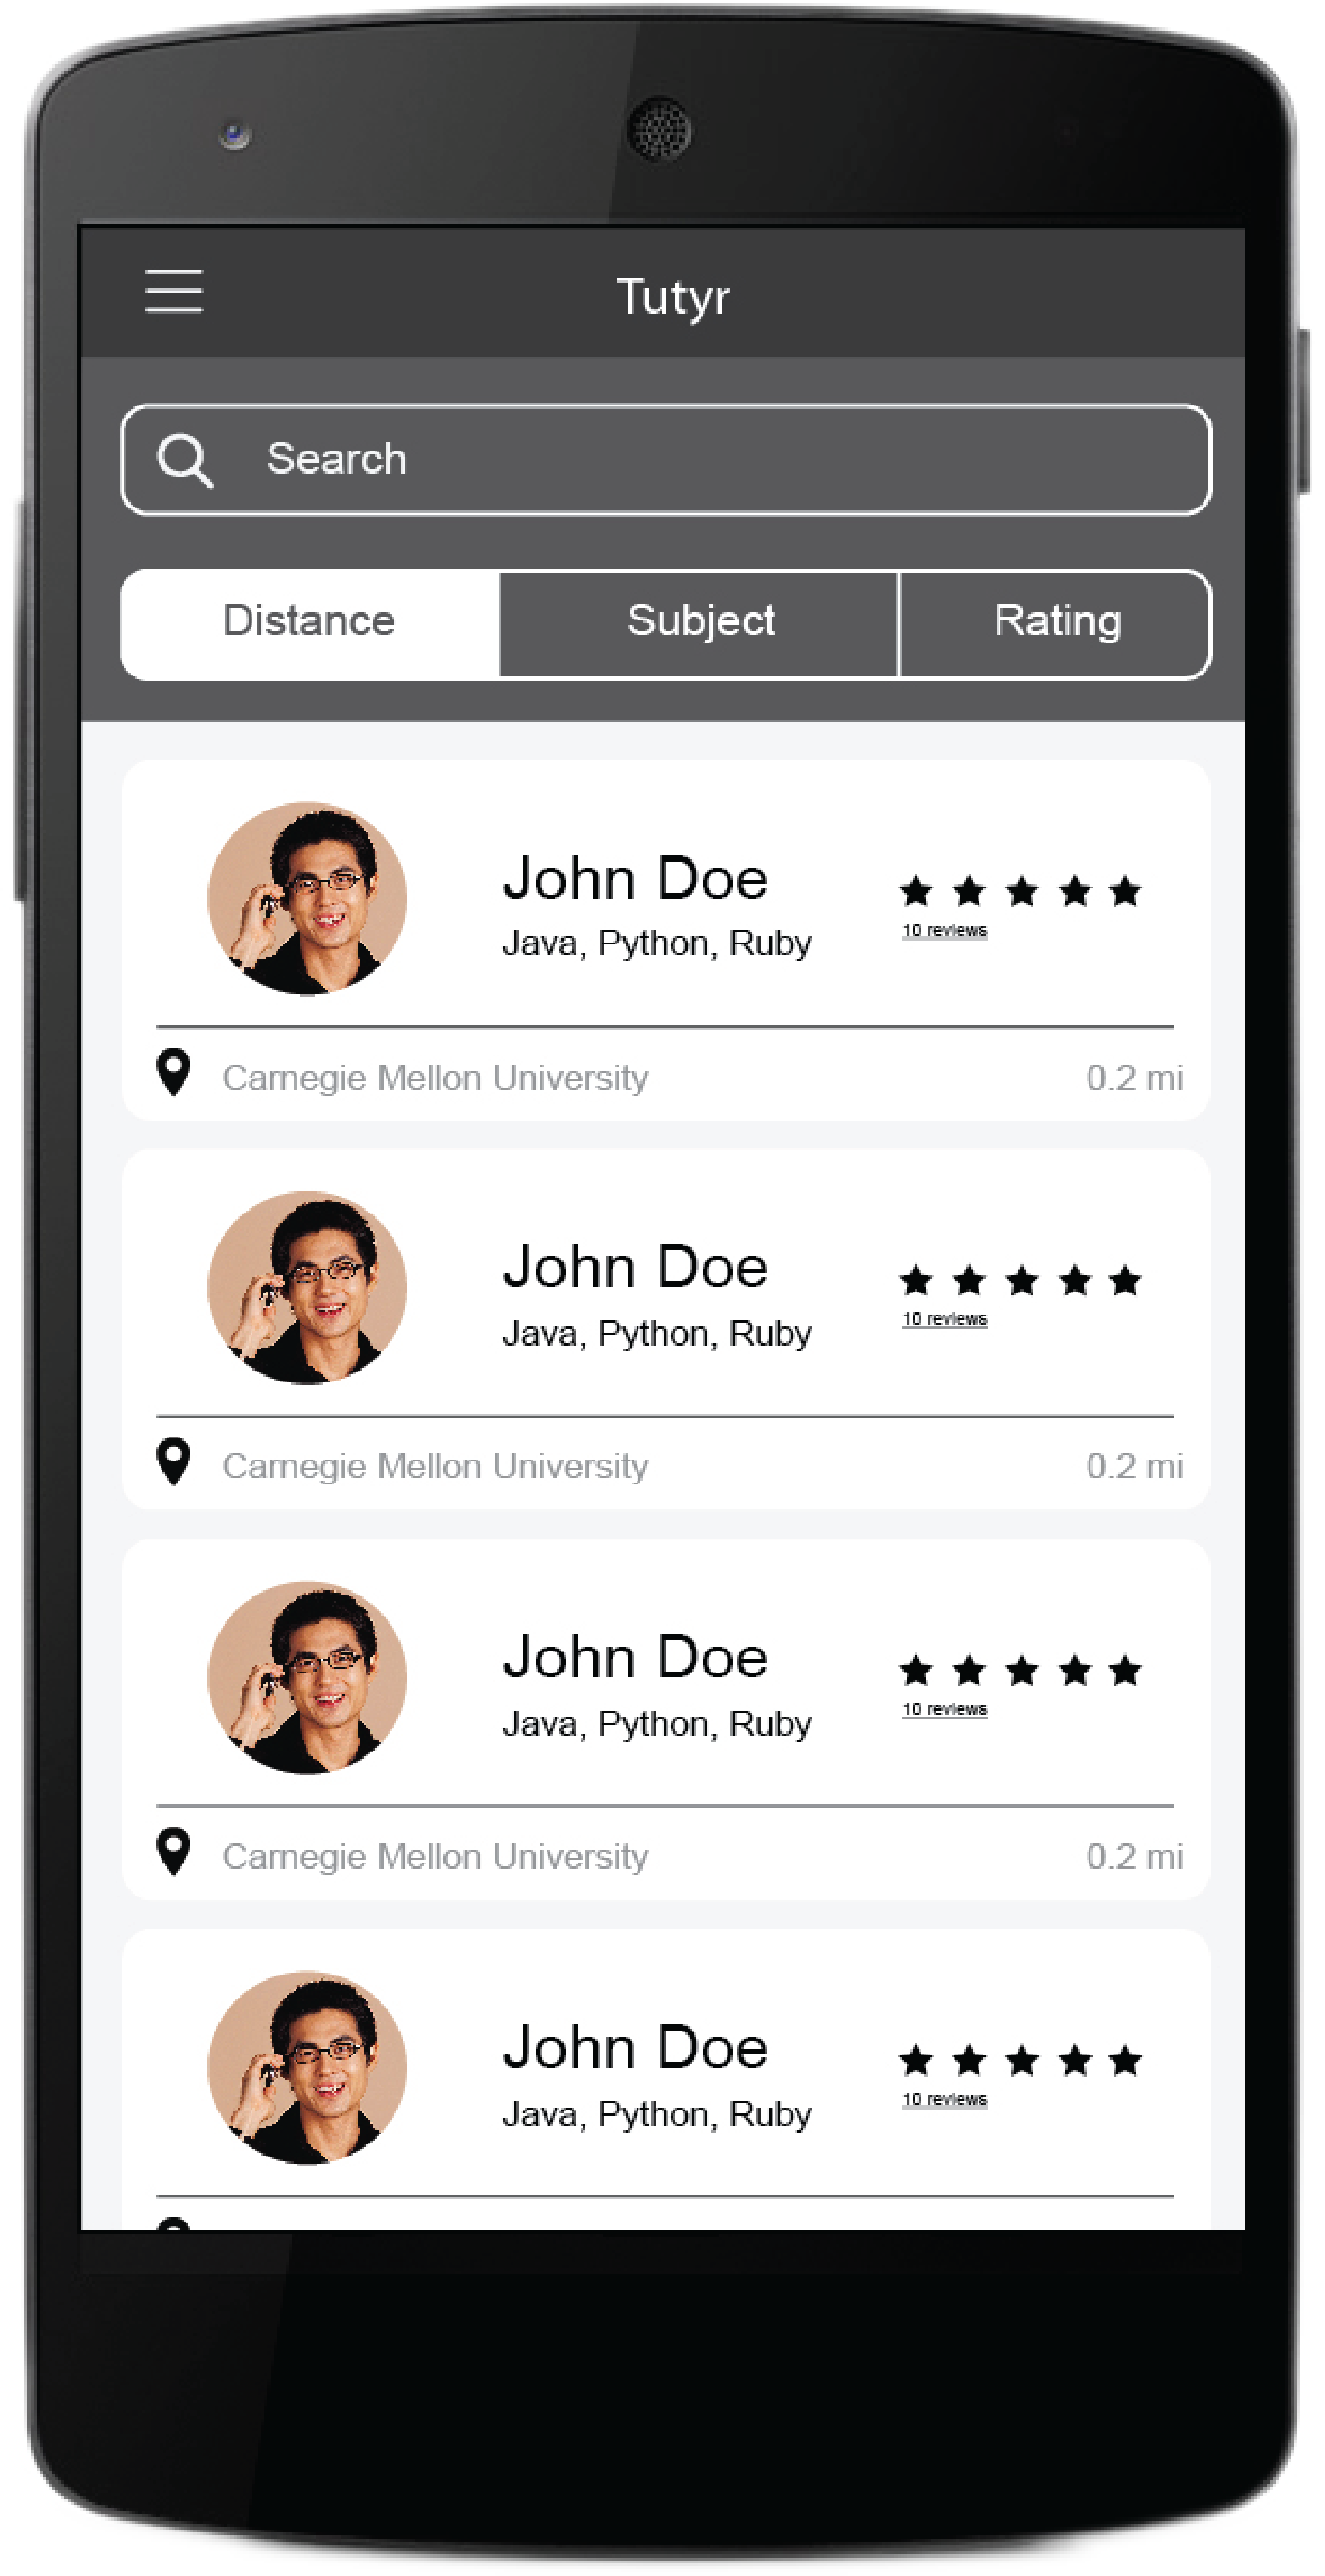 Tutyr
Search
Distance Subject Rating
John Doe
Java, Python, Ruby
10 reviews
Carnegie Mellon University 0.2 mi
John Doe
Java, Python, Ruby
10 reviews
Carnegie Mellon University 0.2 mi
John Doe
Java, Python, Ruby
10 reviews
Carnegie Mellon University 0.2 mi
John Doe
Java, Python, Ruby
10 reviews